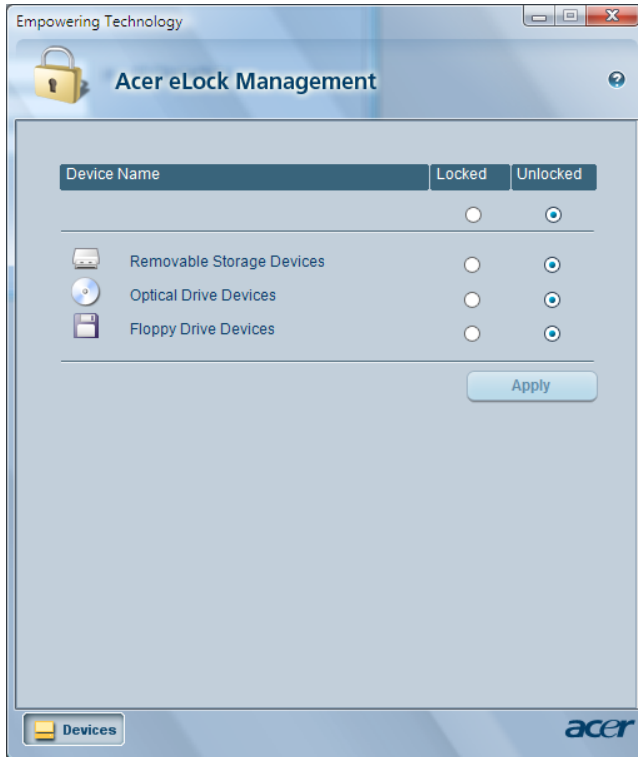 Empowering Technology
Acer eLock Management
Device Name Locked Unlocked
Removable Storage Devices
Optical Drive Devices
Floppy Drive Devices
Apply
Devices
acer